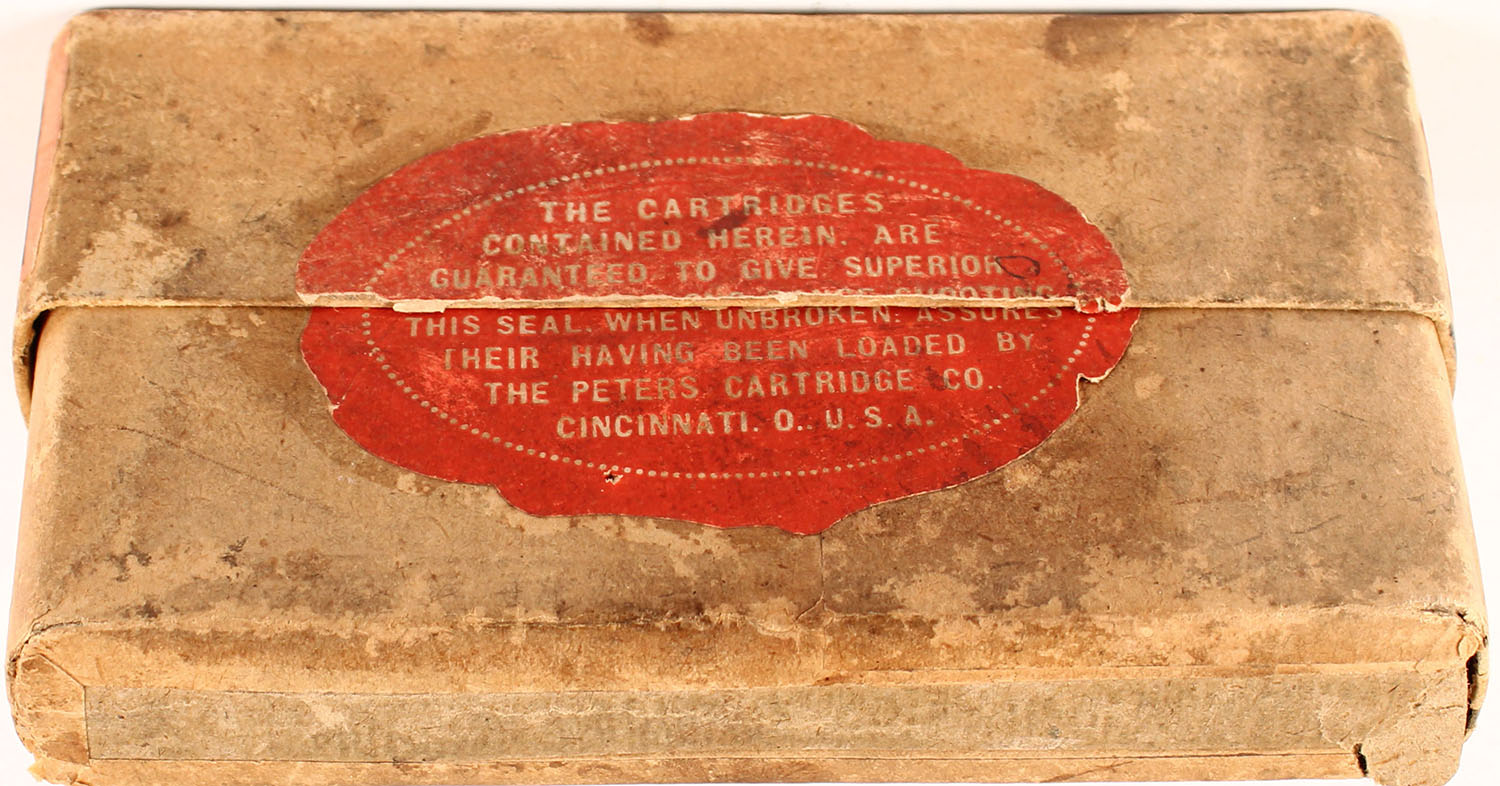 THE CARTRIDGES
CONTAINED HEREIN. ARE
GUARANTEED TO GIVE SUPERIOR
SHOOTING
THIS SEAL. WHEN UNBROKEN: ASSURES
THEIR HAVING BEEN LOADED BY
THE PETERS CARTRIDGE CO.
CINCINNATI. O.. U. S. A.